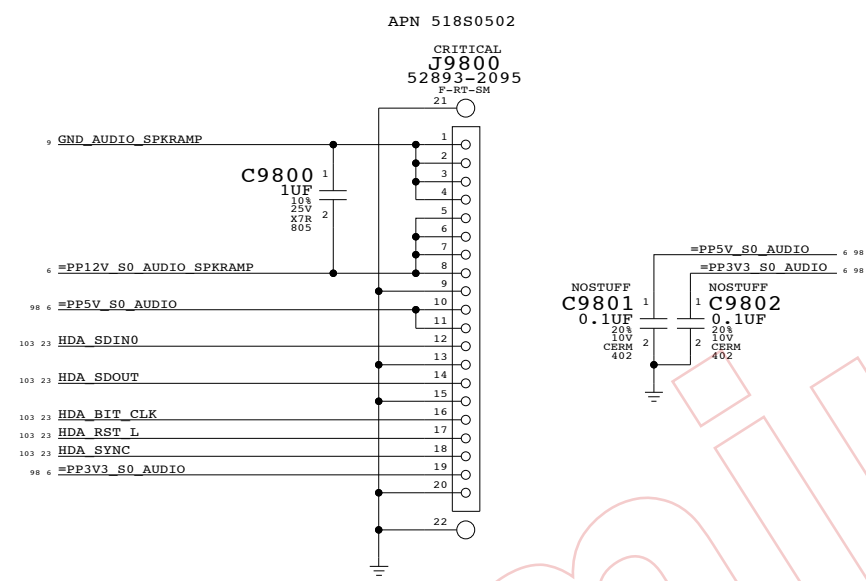 APN 518S0502
CRITICAL
J9800
52893-2095
F-RT-SM
21
9 GND_AUDIO_SPKRAMP 1
2
3
4
C9800 1
1UF
10%
25V
X7R
805
2
5
6
7
6 =PP12V_S0_AUDIO_SPKRAMP 8
9
98 6 =PP5V_S0_AUDIO 10
11
103 23 HDA_SDIN0 12
13
103 23 HDA_SDOUT 14
15
103 23 HDA_BIT_CLK 16
103 23 HDA_RST_L 17
103 23 HDA_SYNC 18
98 6 =PP3V3_S0_AUDIO 19
20
22
=PP5V_S0_AUDIO 6 98
=PP3V3_S0_AUDIO 6 98
NOSTUFF
C9801 1
0.1UF
20%
10V
CERM
402
2
NOSTUFF
1 C9802
0.1UF
20%
10V
CERM
402
2